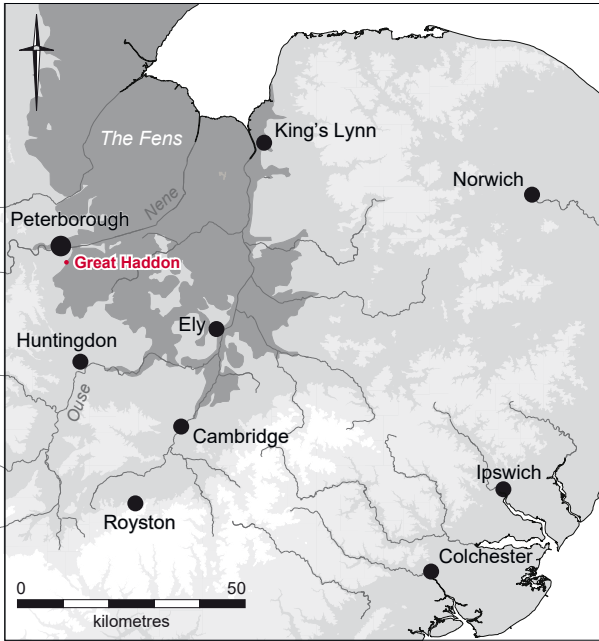 The Fens
King's Lynn
Nene
Norwich
Peterborough
Great Haddon
Ely
Huntingdon
Ouse
Cambridge
Ipswich
Royston
Colchester
0 50
kilometres